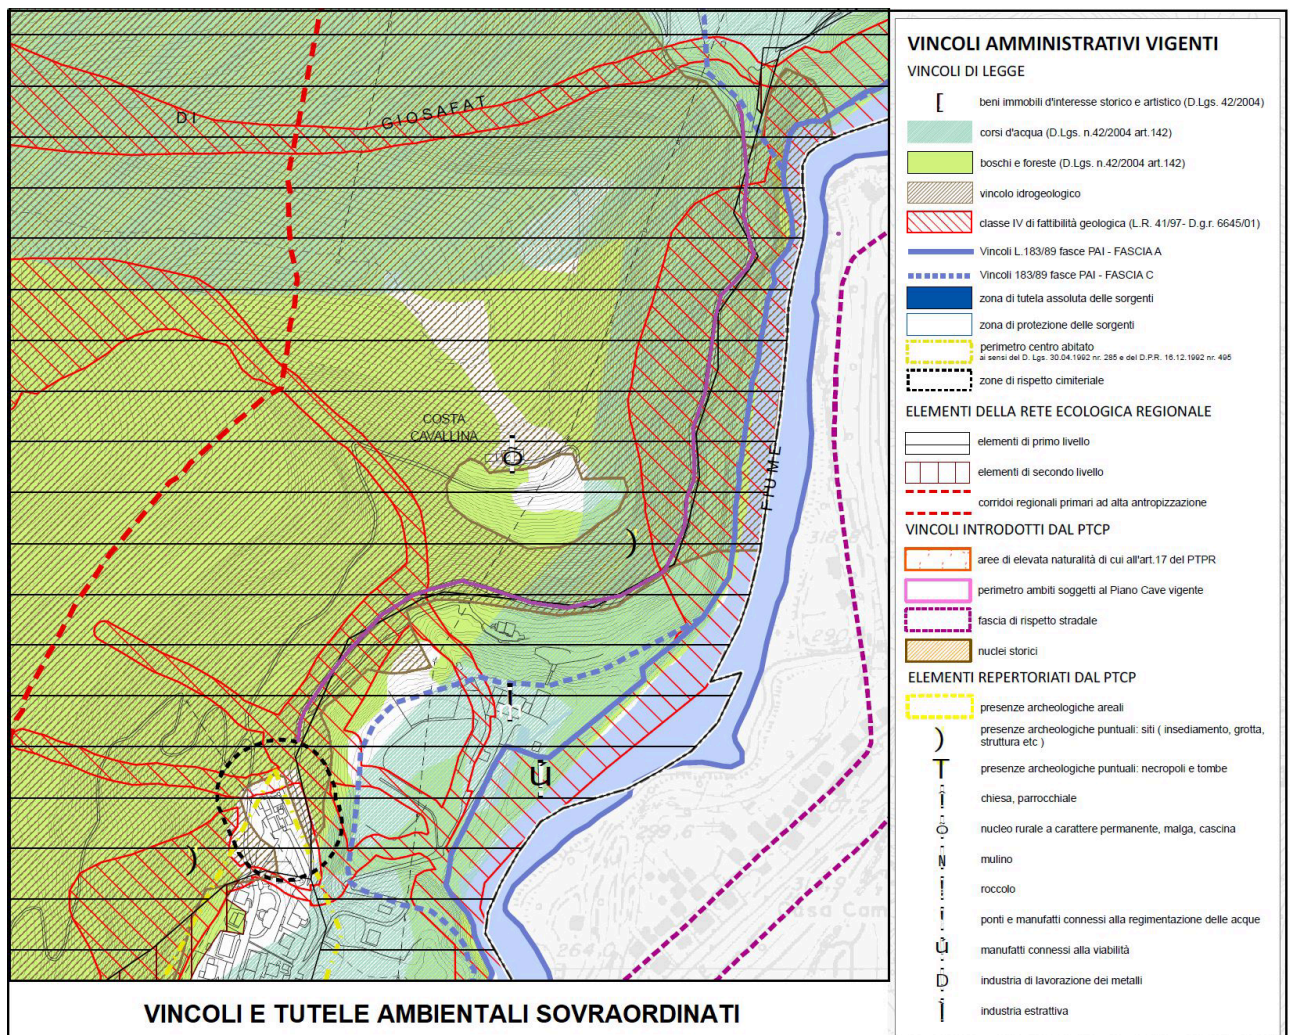 DI
GIOSAFAT
COSTA
CAVALLINA
FIUME
318.8
290.
264.0
VINCOLI E TUTELE AMBIENTALI SOVRAORDINATI
VINCOLI AMMINISTRATIVI VIGENTI
VINCOLI DI LEGGE
beni immobili d'interesse storico e artistico (D.Lgs. 42/2004)
corsi d'acqua (D.Lgs. n.42/2004 art.142)
boschi e foreste (D.Lgs. n.42/2004 art.142)
vincolo idrogeologico
classe IV di fattibilità geologica (L.R. 41/97- D.g.r. 6645/01)
Vincoli L.183/89 fasce PAI - FASCIA A
Vincoli 183/89 fasce PAI - FASCIA C
zona di tutela assoluta delle sorgenti
zona di protezione delle sorgenti
perimetro centro abitato
ai sensi del D. Lgs. 30.04.1992 nr. 285 e del D.P.R. 16.12.1992 nr. 495
zone di rispetto cimiteriale
ELEMENTI DELLA RETE ECOLOGICA REGIONALE
elementi di primo livello
elementi di secondo livello
corridoi regionali primari ad alta antropizzazione
VINCOLI INTRODOTTI DAL PTCP
aree di elevata naturalità di cui all'art.17 del PTPR
perimetro ambiti soggetti al Piano Cave vigente
fascia di rispetto stradale
nuclei storici
ELEMENTI REPERTORIATI DAL PTCP
presenze archeologiche areali
presenze archeologiche puntuali: siti ( insediamento, grotta,
struttura etc )
presenze archeologiche puntuali: necropoli e tombe
chiesa, parrocchiale
nucleo rurale a carattere permanente, malga, cascina
mulino
roccolo
ponti e manufatti connessi alla regimentazione delle acque
manufatti connessi alla viabilità
industria di lavorazione dei metalli
industria estrattiva